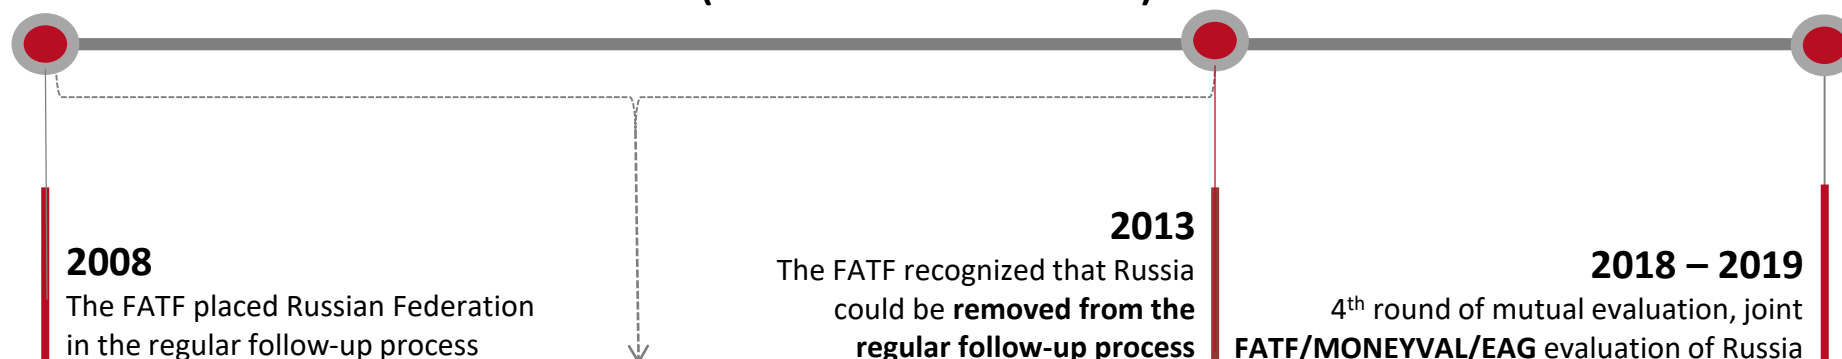 2008
The FATF placed Russian Federation
in the regular follow-up process
2013
The FATF recognized that Russia
could be removed from the
regular follow-up process
2018 – 2019
4th round of mutual evaluation, joint
FATF/MONEYVAL/EAG evaluation of Russia